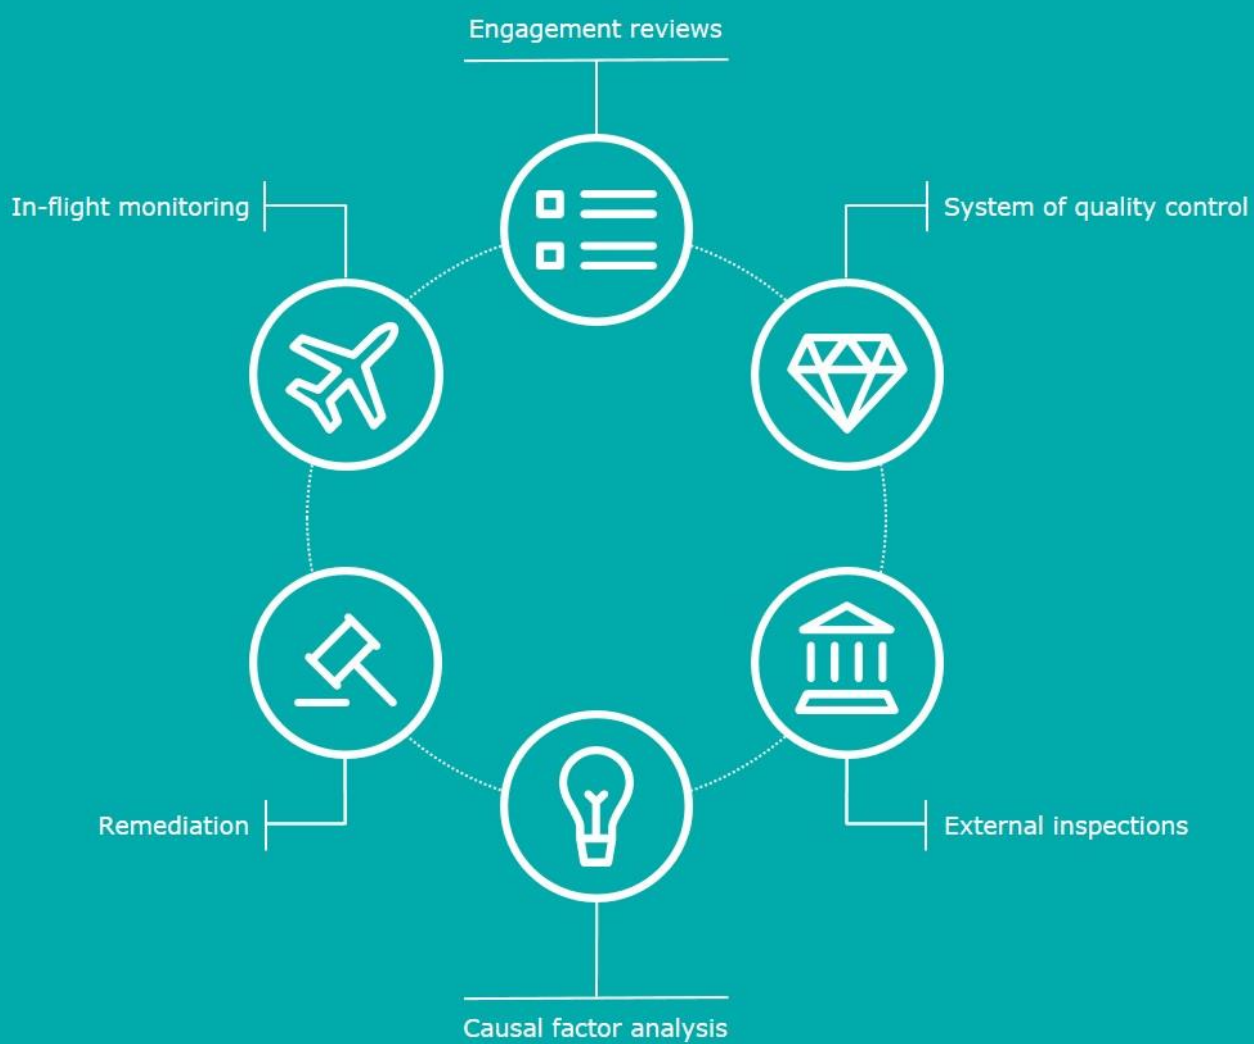 Engagement reviews
In-flight monitoring
System of quality control
Remediation
External inspections
Causal factor analysis